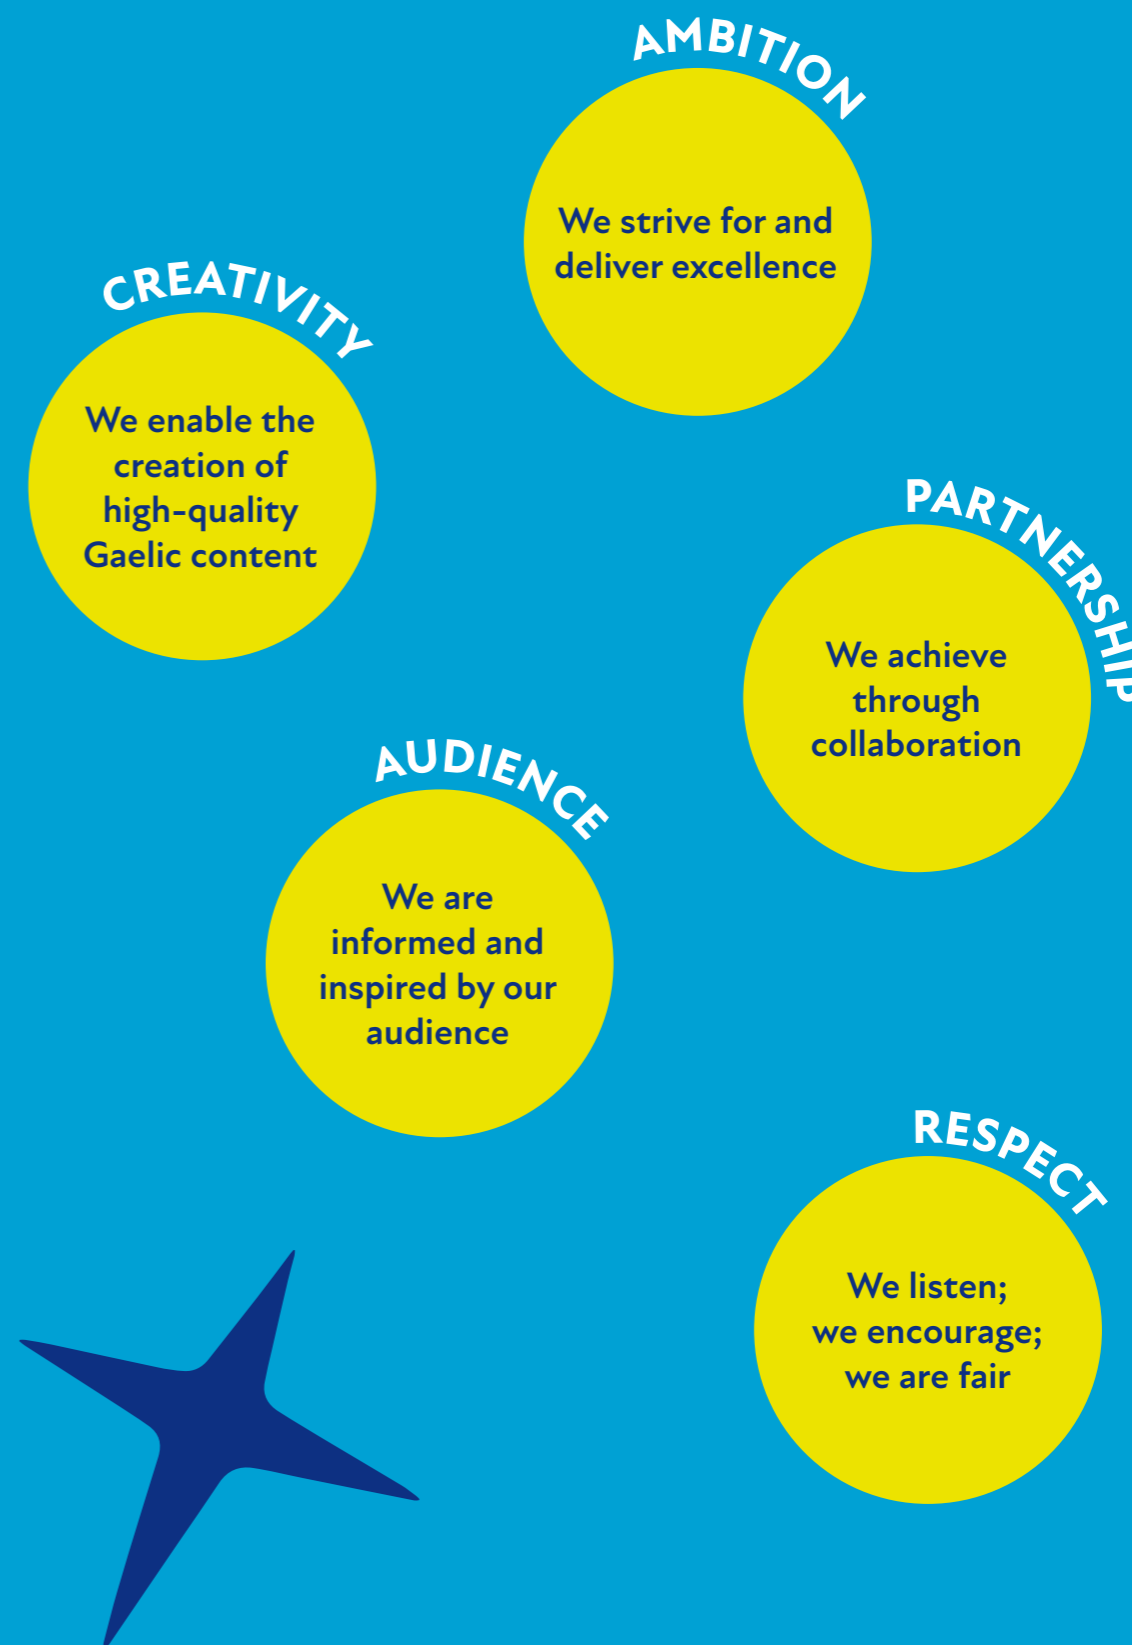 AMBITION
We strive for and
deliver excellence
CREATIVITY
We enable the
creation of
high-quality
Gaelic content
PARTNERSHIP
We achieve
through
collaboration
AUDIENCE
We are
informed and
inspired by our
audience
RESPECT
We listen;
we encourage;
we are fair